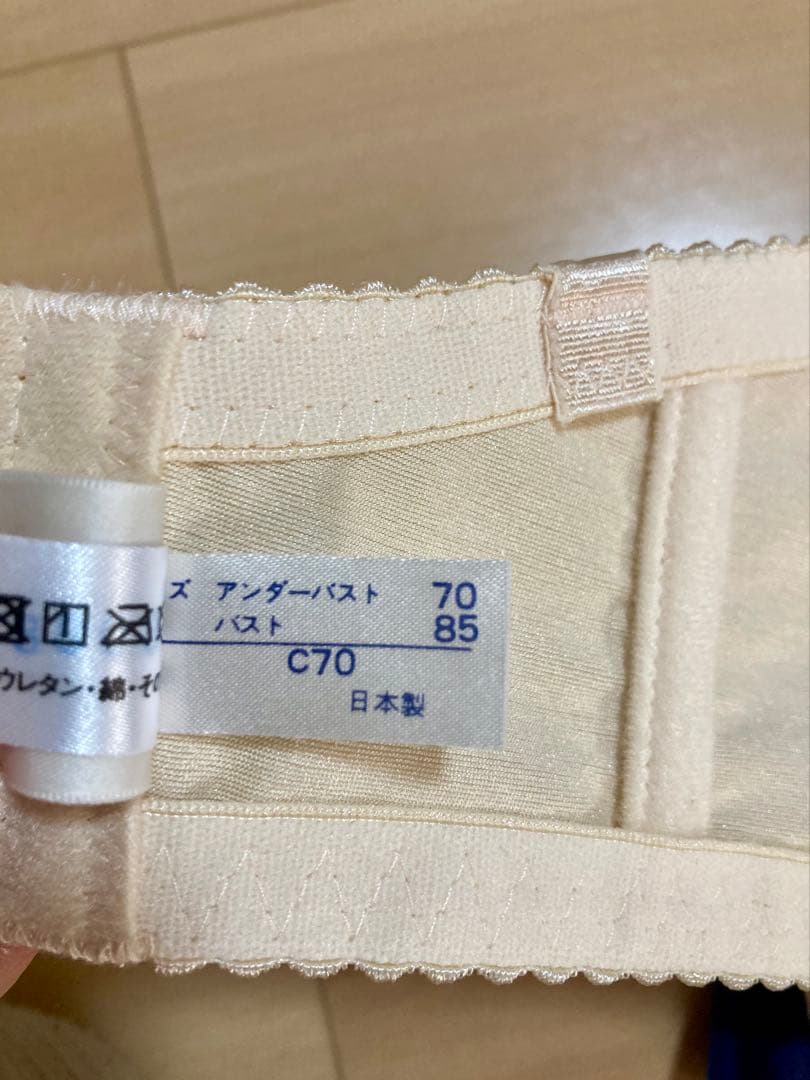 ズ アンダーバスト 70
バスト 85
C70
日本製
ウレタン・綿・その